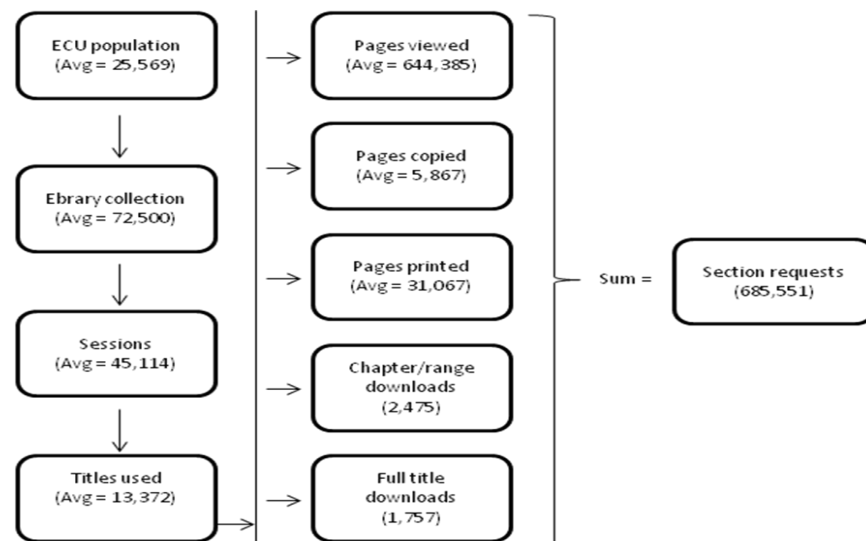 ECU population
(Avg = 25,569)
Ebrary collection
(Avg = 72,500)
Sessions
(Avg = 45,114)
Titles used
(Avg = 13,372)
Pages viewed
(Avg = 644,385)
Pages copied
(Avg = 5,867)
Pages printed
(Avg = 31,067)
Chapter/range
downloads
(2,475)
Full title
downloads
(1,757)
Sum =
Section requests
(685,551)